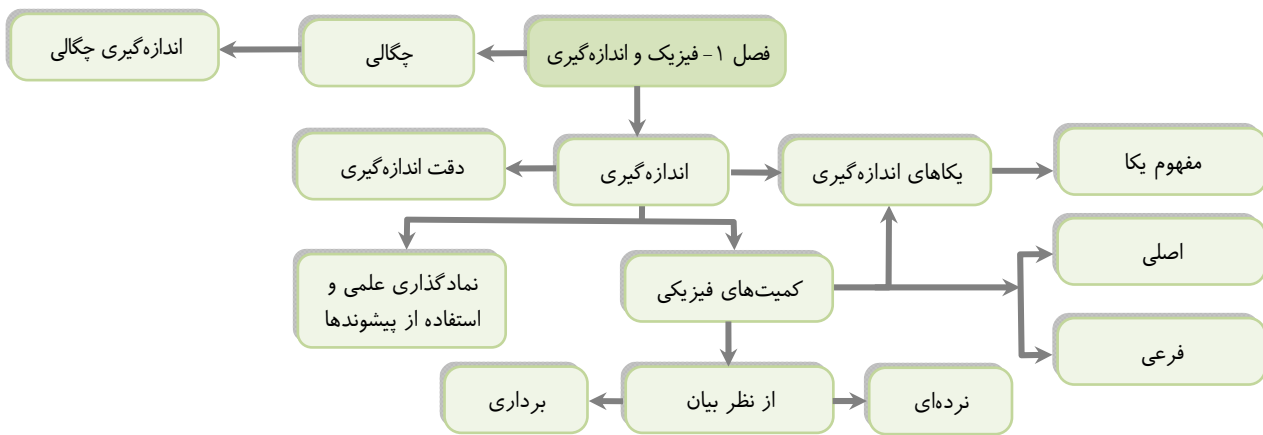 فصل ۱- فیزیک و اندازه‌گیری
چگالی
اندازه‌گیری چگالی
مفهوم یکا
یکاهای اندازه‌گیری
اندازه‌گیری
دقت اندازه‌گیری
اصلی
کمیت‌های فیزیکی
نمادگذاری علمی و
استفاده از پیشوندها
فرعی
نرده‌ای
از نظر بیان
برداری